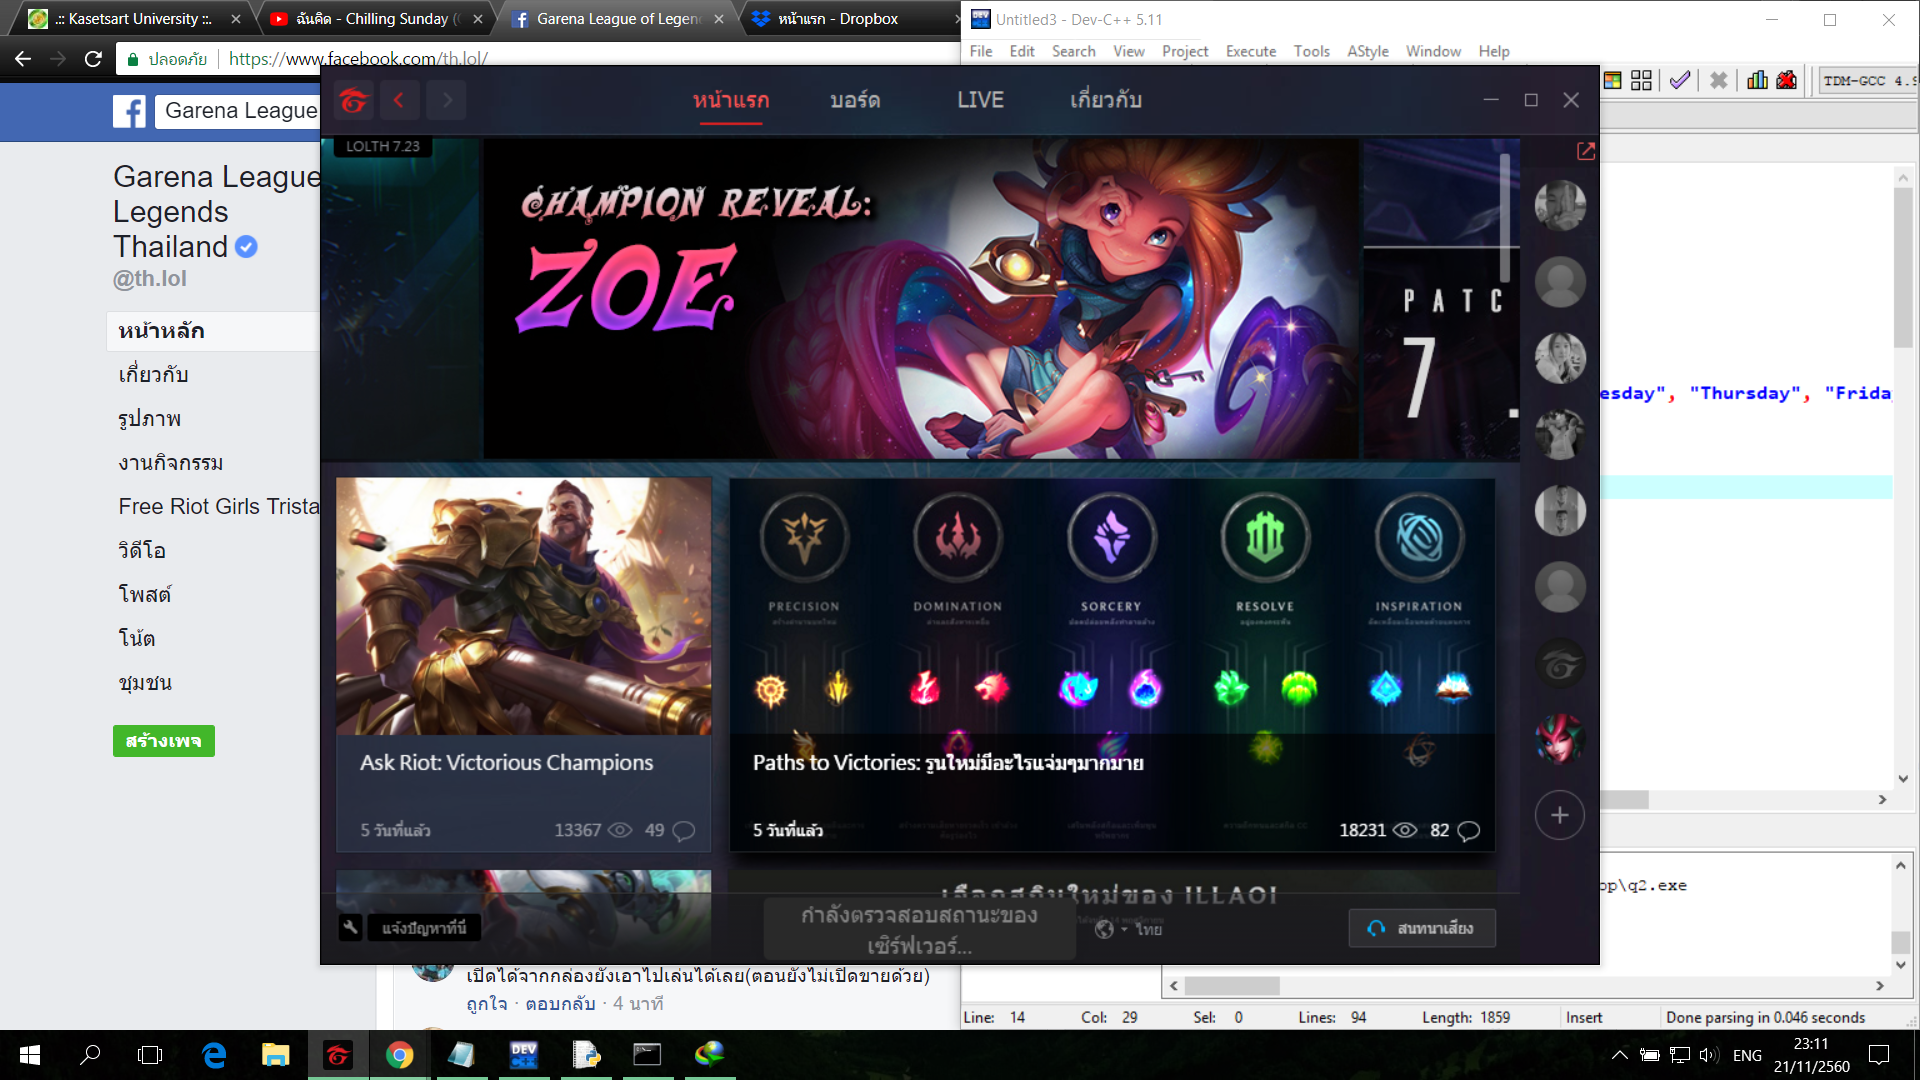 .:: Kasetsart University ::.
ฉันคิด - Chilling Sunday (
Garena League of Legen
หน้าแรก - Dropbox
Untitled3 - Dev-C++ 5.11
ปลอดภัย
https://www.facebook.com/th.lol/
File Edit Search View Project Execute Tools AStyle Window Help
TDM-GCC 4.9
Garena League
Garena League
Legends
Thailand
@th.lol
หน้าหลัก
เกี่ยวกับ
รูปภาพ
งานกิจกรรม
Free Riot Girls Trista
วิดีโอ
โพสต์
โน้ต
ชุมชน
สร้างเพจ
หน้าแรก บอร์ด LIVE เกี่ยวกับ
LOLTH 7.23
CHAMPION REVEAL:
ZOE
PATC
7 .
PRECISION DOMINATION SORCERY RESOLVE INSPIRATION
Ask Riot: Victorious Champions
5 วันที่แล้ว 13367 49
Paths to Victories: รูนใหม่มีอะไรแจ่มๆมากมาย
5 วันที่แล้ว 18231 82
เลือกสกินใหม่ของ ILLAOI
แจ้งปัญหาที่นี่
กำลังตรวจสอบสถานะของ
เซิร์ฟเวอร์...
ไทย
สนทนาเสียง
esday", "Thursday", "Friday
op\q2.exe
เปิดได้จากกล่องยังเอาไปเล่นได้เลย(ตอนยังไม่เปิดขายด้วย)
ถูกใจ · ตอบกลับ · 4 นาที
Line: 14 Col: 29 Sel: 0 Lines: 94 Length: 1859 Insert Done parsing in 0.046 seconds
DEV
C++
ENG
23:11
21/11/2560